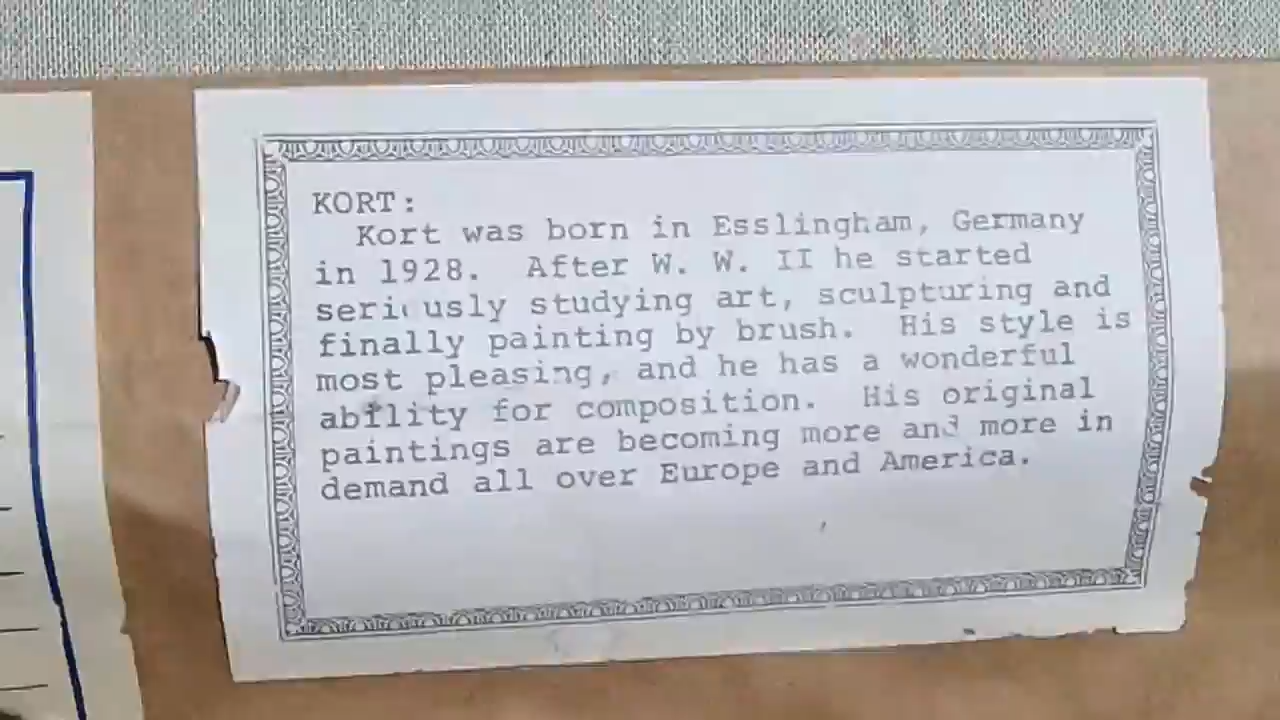 KORT:
Kort was born in Esslingham, Germany
in 1928. After W. W. II he started
seriously studying art, sculpturing and
finally painting by brush. His style is
most pleasing, and he has a wonderful
ability for composition. His original
paintings are becoming more and more in
demand all over Europe and America.